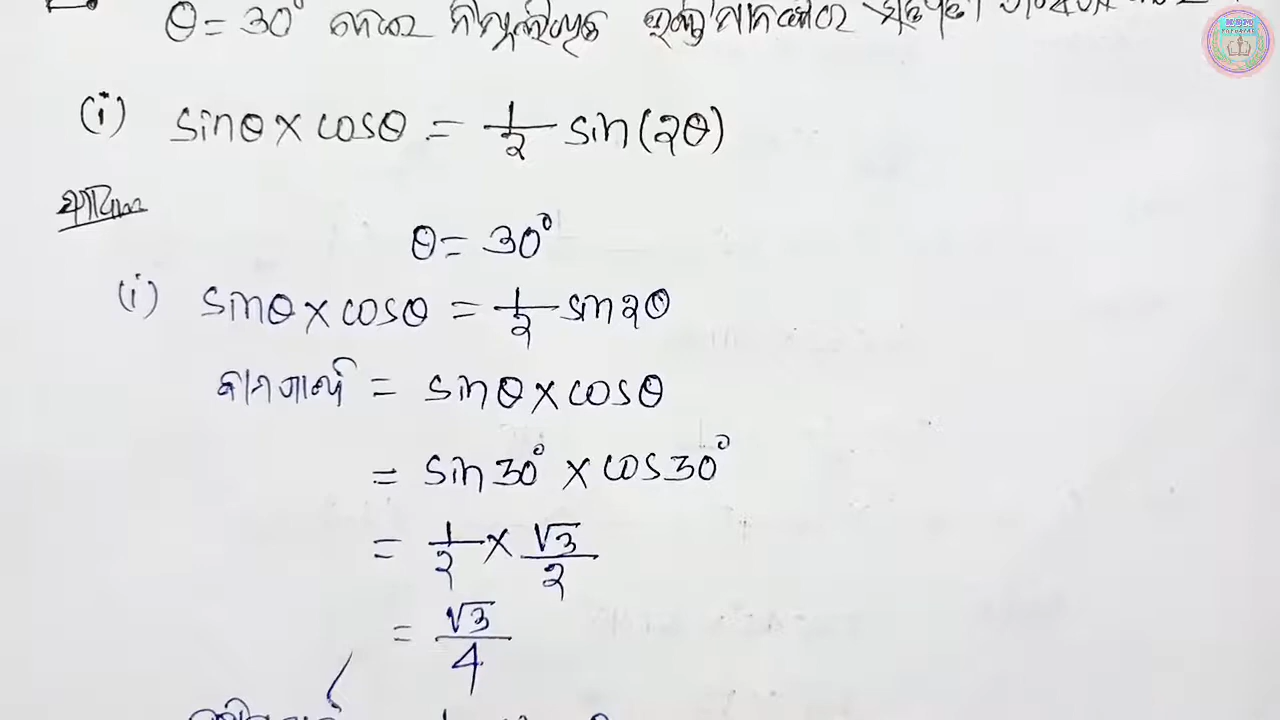 θ = 30° ନେଇ ନିମ୍ନଲିଖିତ
(i) sinθ × cosθ = 1/2 sin(2θ)
θ = 30°
(i) sinθ × cosθ = 1/2 sin2θ
ବାମପାର୍ଶ୍ୱ = sinθ × cosθ
= sin30° × cos30°
= 1/2 × √3/2
= √3/4